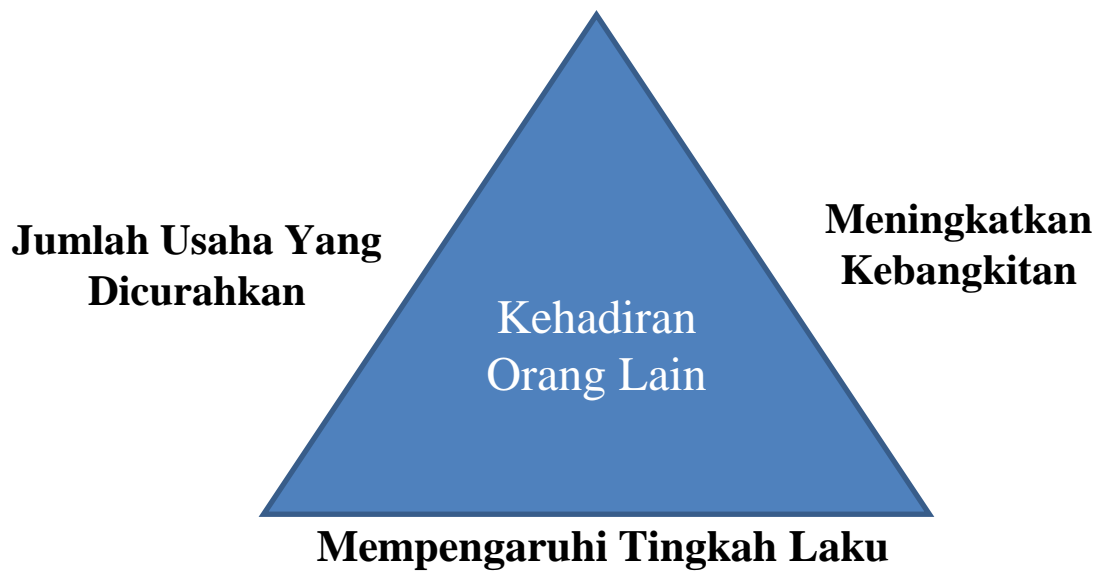 Jumlah Usaha Yang
Dicurahkan
Meningkatkan
Kebangkitan
Kehadiran
Orang Lain
Mempengaruhi Tingkah Laku